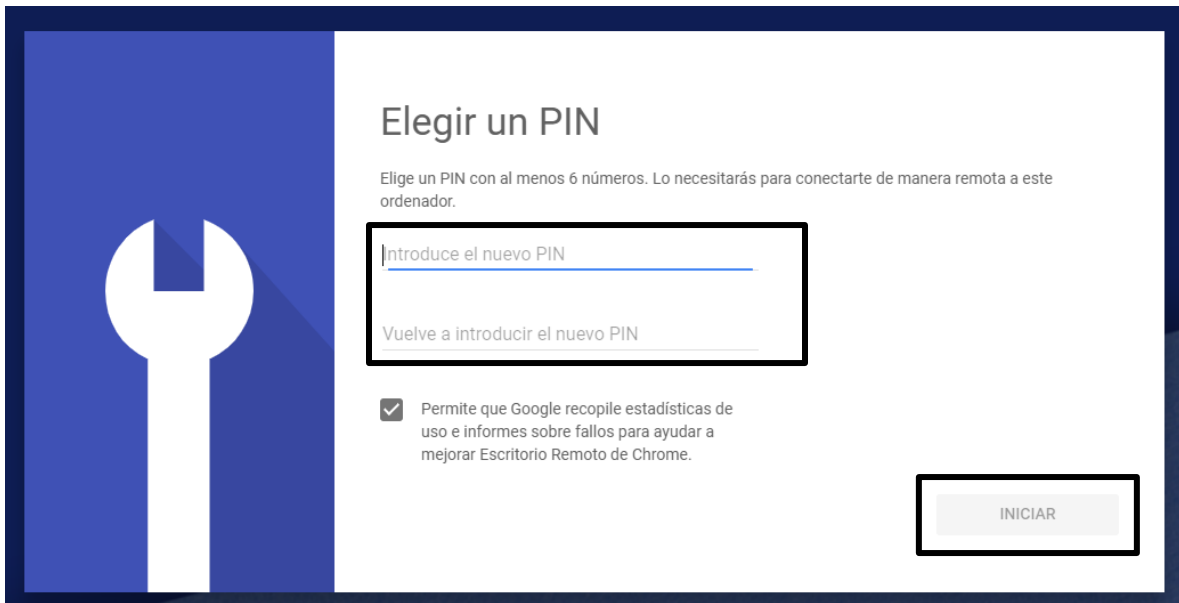 Elegir un PIN
Elige un PIN con al menos 6 números. Lo necesitarás para conectarte de manera remota a este
ordenador.
Introduce el nuevo PIN
Vuelve a introducir el nuevo PIN
Permite que Google recopile estadísticas de
uso e informes sobre fallos para ayudar a
mejorar Escritorio Remoto de Chrome.
INICIAR